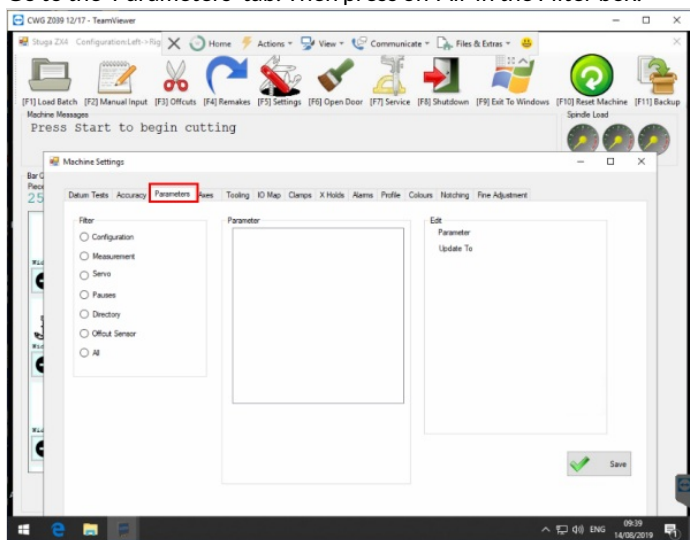 Go to the 'Parameters' tab. Then press on 'All' in the Filter box.
CWG Z039 12/17 - TeamViewer
Stuga ZX4 Configuration:Left->Rig
Home Actions View Communicate Files & Extras
[F1] Load Batch [F2] Manual Input [F3] Offcuts [F4] Remakes [F5] Settings [F6] Open Door [F7] Service [F8] Shutdown [F9] Exit To Windows [F10] Reset Machine [F11] Backup
Machine Messages Spindle Load
Press Start to begin cutting
Machine Settings
Bar
Piece
25
Datum Tests Accuracy Parameters Axes Tooling IO Map Clamps X Holds Alarms Profile Colours Notching Fine Adjustment
Filter Parameter Edit
Configuration Parameter
Measurement Update To
Servo
Pauses
Directory
Offcut Sensor
All
Save
ENG 09:39
14/08/2019